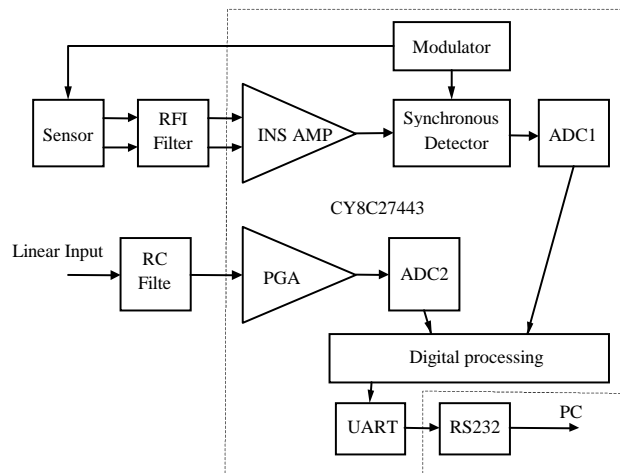 Modulator
Sensor
RFI
Filter
INS AMP
Synchronous
Detector
ADC1
CY8C27443
Linear Input
RC
Filte
PGA
ADC2
Digital processing
UART
RS232
PC